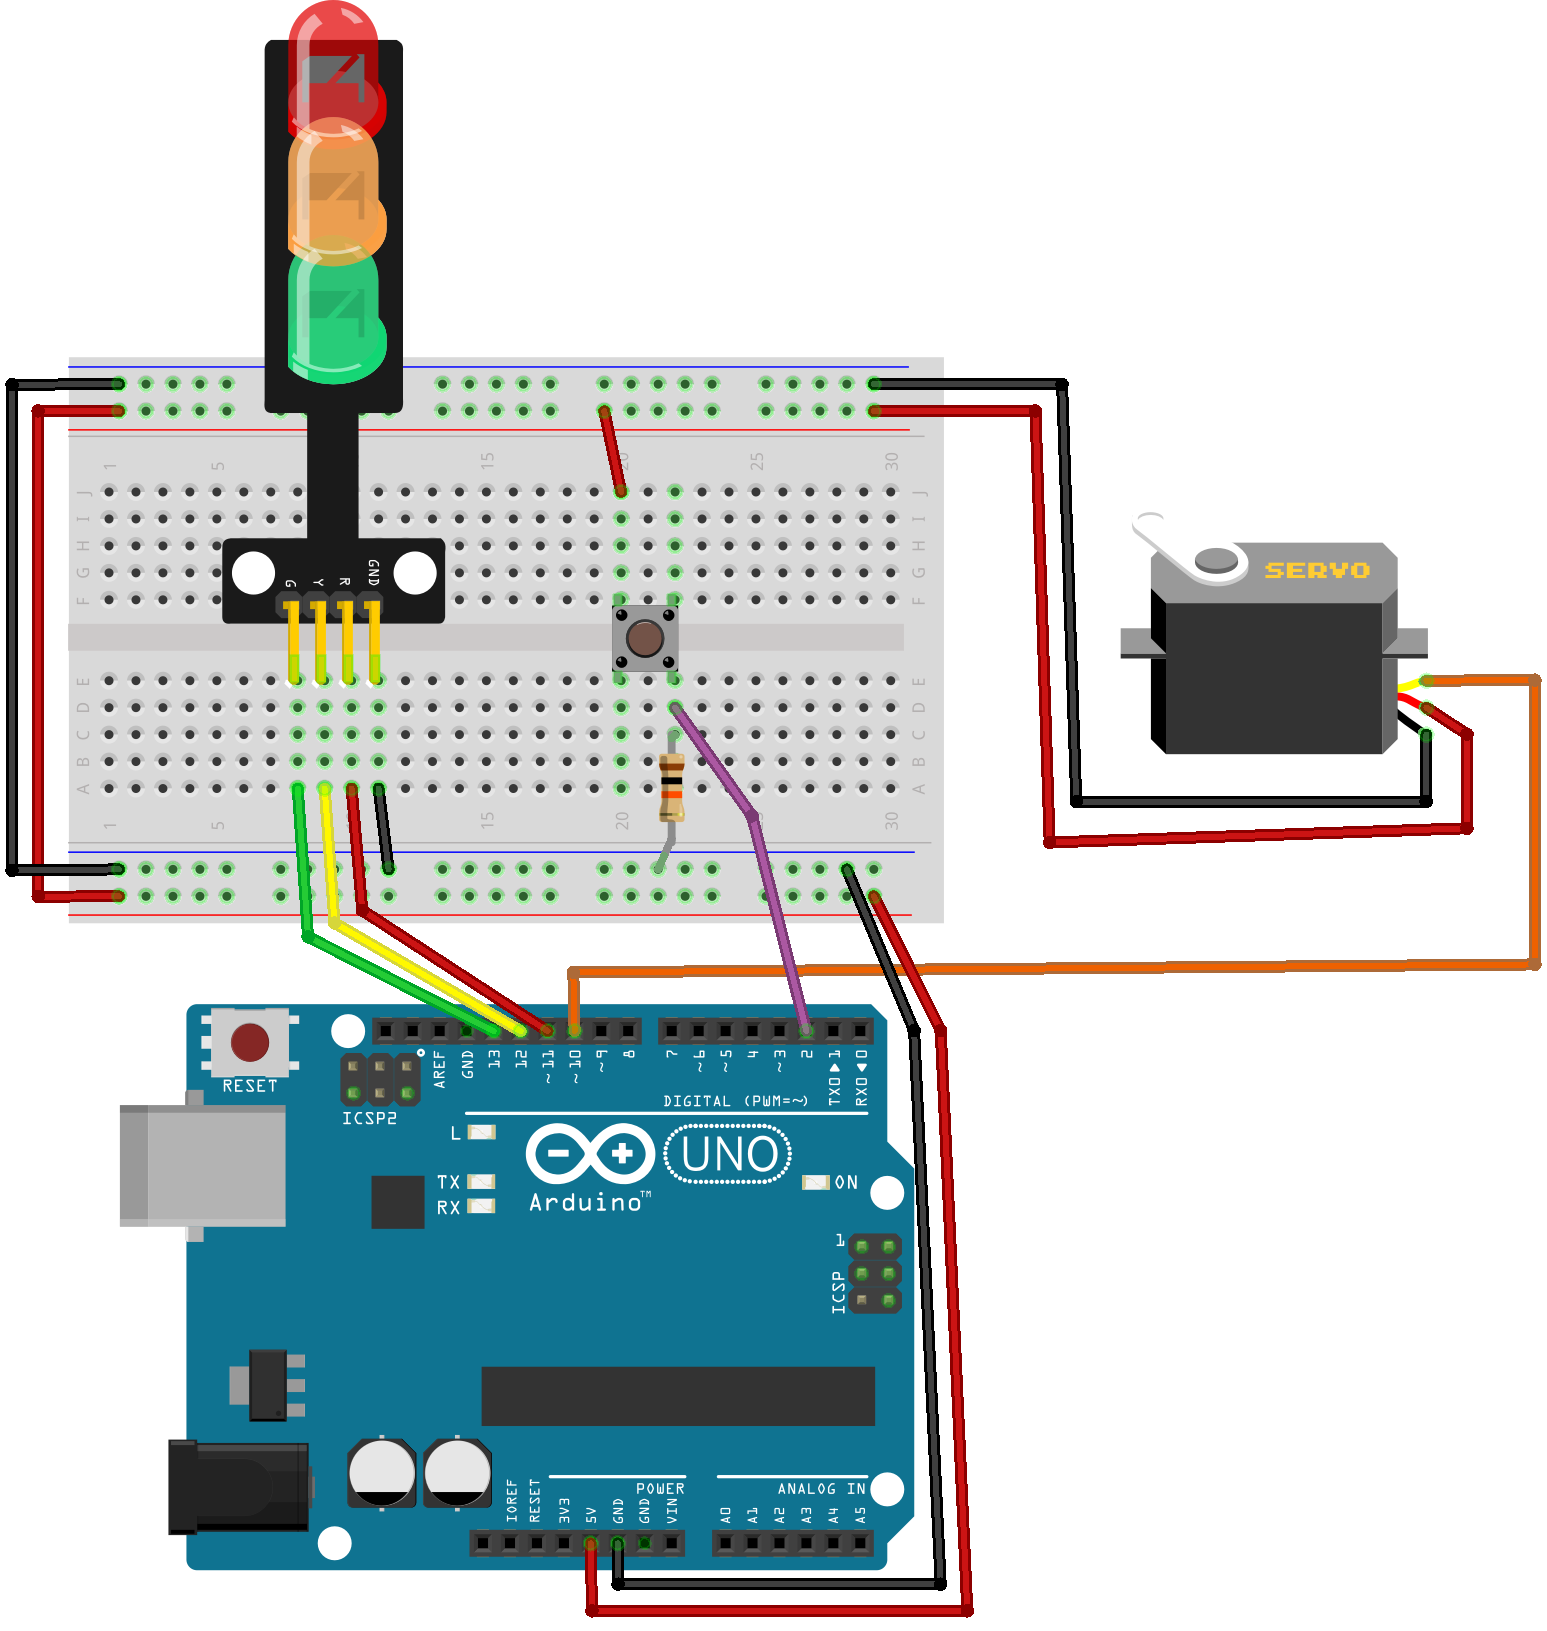 1 5 15 20 25 30
J J
I I
H H
G G
F F
G Y R GND
SERVO
E E
D D
C C
B B
A A
1 5 15 20 30
RESET
ICSP2
AREF GND 13 12 ~11 ~10 ~9 8 7 ~6 ~5 4 ~3 2 TX0▶1 RX0◀0
DIGITAL (PWM=~)
L
TX
RX
UNO
Arduino™
ON
1
ICSP
POWER
ANALOG IN
IOREF RESET 3V3 5V GND GND VIN A0 A1 A2 A3 A4 A5